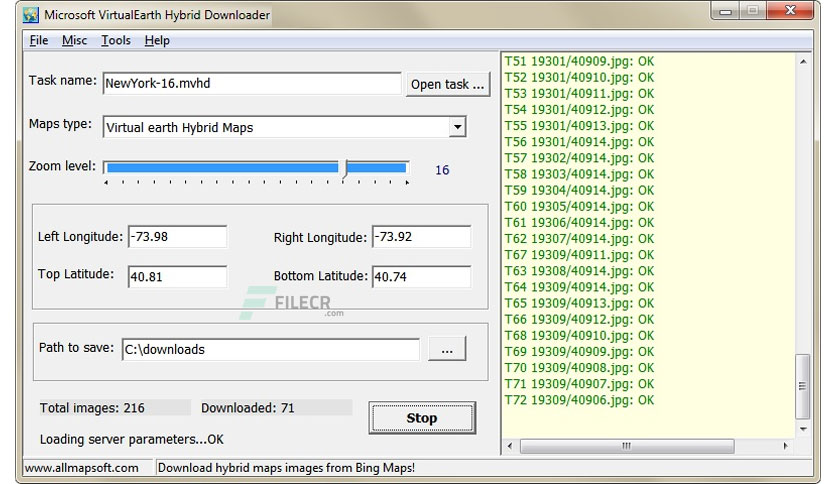 Microsoft VirtualEarth Hybrid Downloader
File Misc Tools Help
Task name: NewYork-16.mvhd Open task ...
Maps type: Virtual earth Hybrid Maps
Zoom level: 16
Left Longitude: -73.98 Right Longitude: -73.92
Top Latitude: 40.81 Bottom Latitude: 40.74
FILECR
.com
Path to save: C:\downloads ...
Total images: 216 Downloaded: 71 Stop
Loading server parameters...OK
T51 19301/40909.jpg: OK
T52 19301/40910.jpg: OK
T53 19301/40911.jpg: OK
T54 19301/40912.jpg: OK
T55 19301/40913.jpg: OK
T56 19301/40914.jpg: OK
T57 19302/40914.jpg: OK
T58 19303/40914.jpg: OK
T59 19304/40914.jpg: OK
T60 19305/40914.jpg: OK
T61 19306/40914.jpg: OK
T62 19307/40914.jpg: OK
T67 19309/40911.jpg: OK
T63 19308/40914.jpg: OK
T64 19309/40914.jpg: OK
T65 19309/40913.jpg: OK
T66 19309/40912.jpg: OK
T68 19309/40910.jpg: OK
T69 19309/40909.jpg: OK
T70 19309/40908.jpg: OK
T71 19309/40907.jpg: OK
T72 19309/40906.jpg: OK
www.allmapsoft.com Download hybrid maps images from Bing Maps!